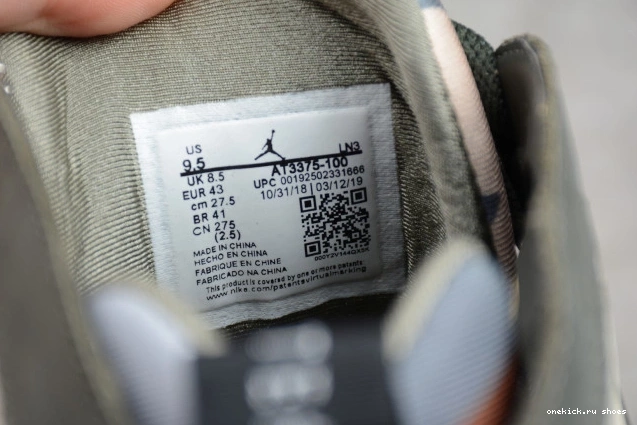 US
9.5 LN3
UK 8.5 AT3375-100
EUR 43 UPC 00192502331666
cm 27.5 10/31/18 | 03/12/19
BR 41
CN 275
(2.5)
MADE IN CHINA
HECHO EN CHINA
FABRIQUE EN CHINE
FABRICADO NA CHINA
This product is covered by one or more patents
www.nike.com/patentsvirtualmarking
onekick.ru shoes